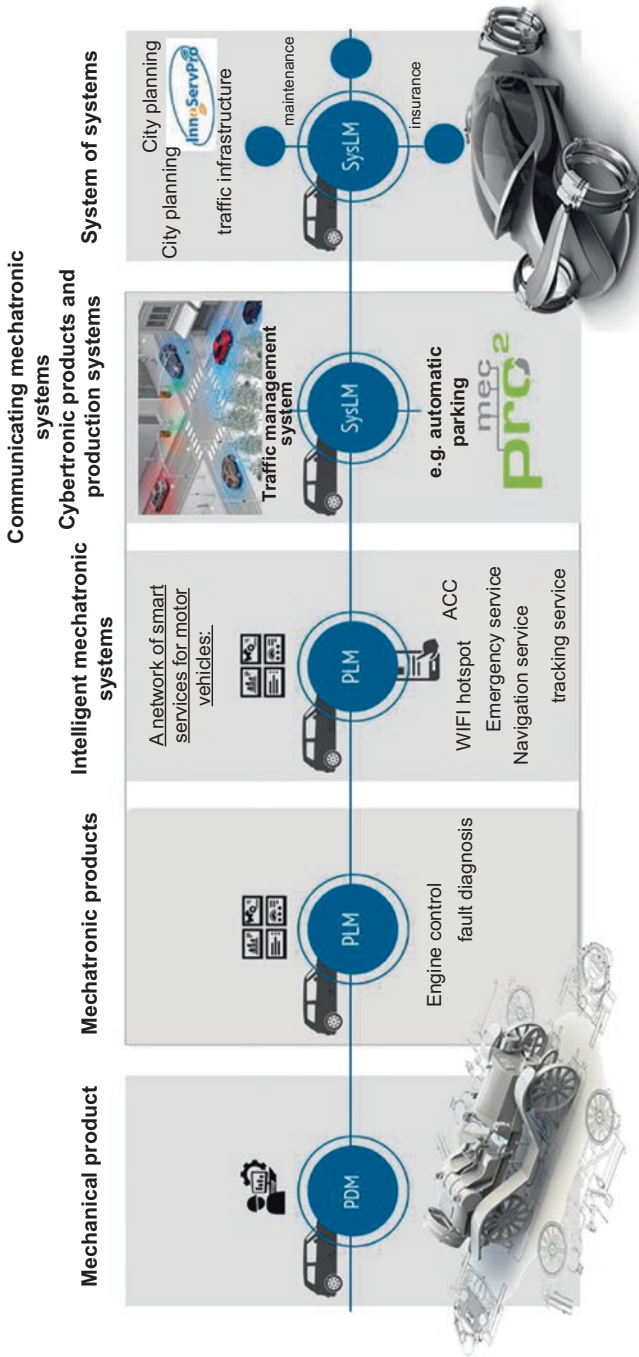 Mechanical product
PDM
Mechatronic products
PLM
Engine control
fault diagnosis
Intelligent mechatronic
systems
A network of smart
services for motor
vehicles:
PLM
WIFI hotspot
ACC
Emergency service
Navigation service
tracking service
Communicating mechatronic
systems
Cybertronic products and
production systems
Traffic management
system
SysLM
e.g. automatic
parking
mec
pro²
System of systems
City planning
City planning
InnoServPro
traffic infrastructure
maintenance
SysLM
insurance